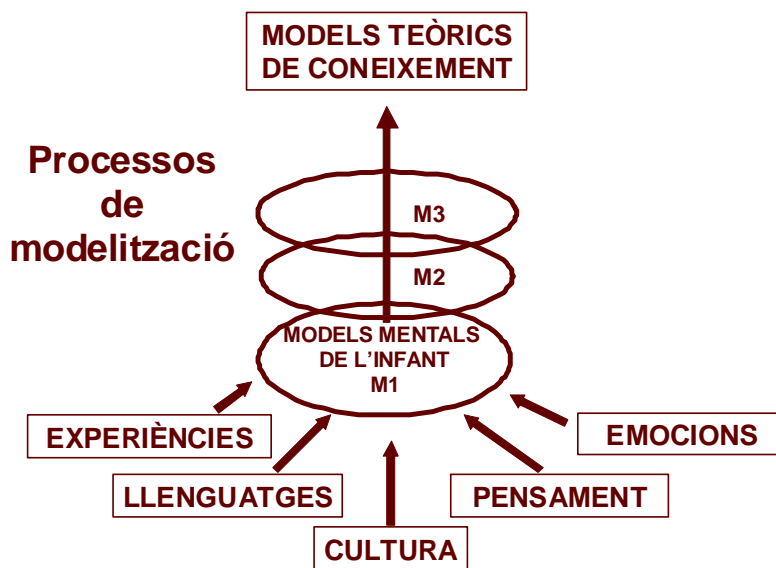 MODELS TEÒRICS
DE CONEIXEMENT
Processos
de
modelització
M3
M2
MODELS MENTALS
DE L'INFANT
M1
EXPERIÈNCIES
EMOCIONS
LLENGUATGES
PENSAMENT
CULTURA